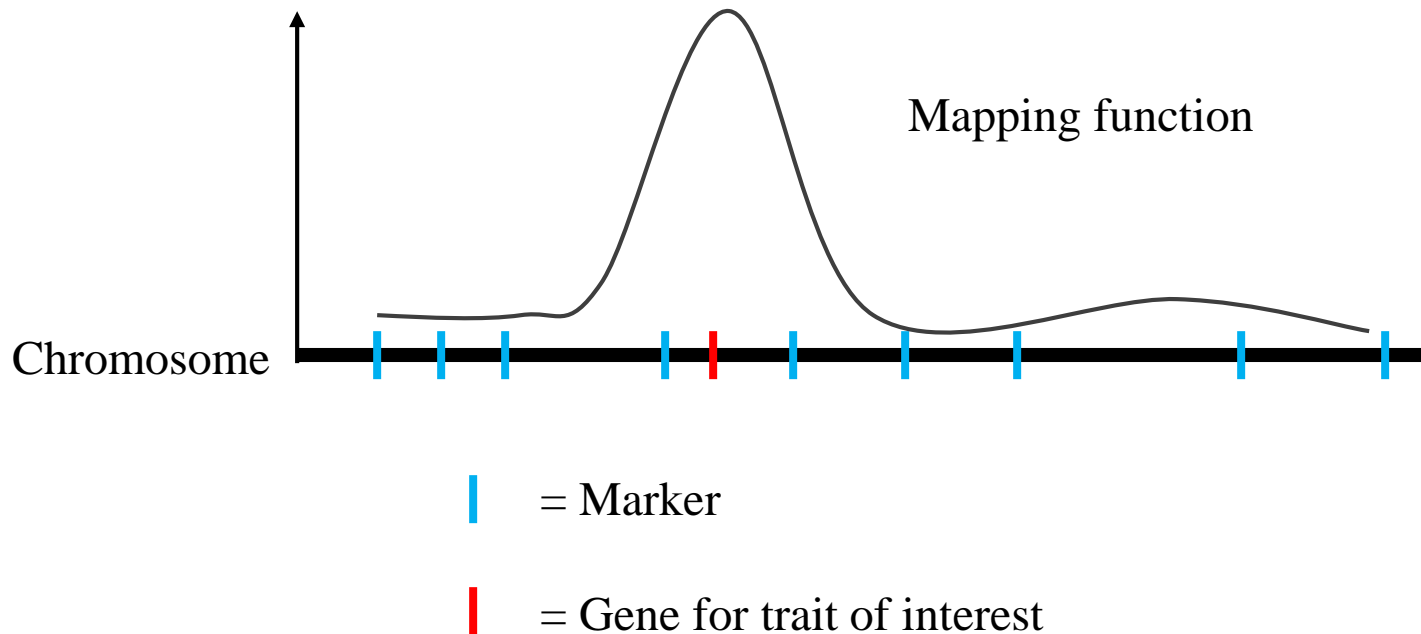 Mapping function
Chromosome
= Marker
= Gene for trait of interest